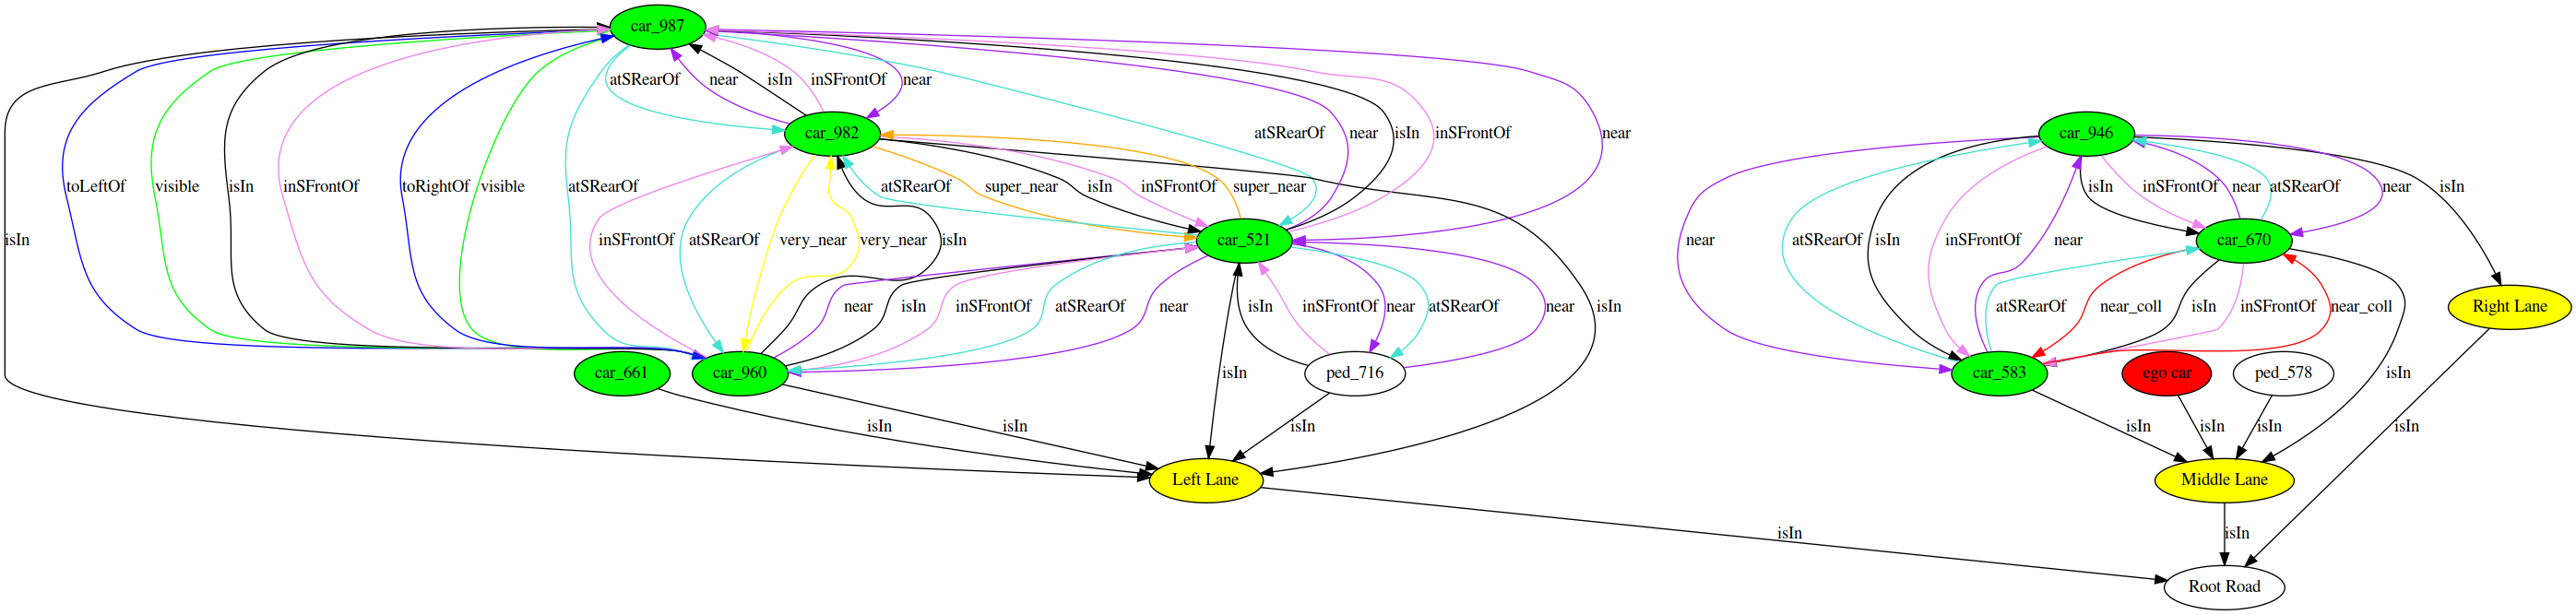 car_987
atSRearOf near isIn inSFrontOf near
car_982 atSRearOf near isIn inSFrontOf near car_946
toLeftOf visible isIn inSFrontOf toRightOf visible atSRearOf atSRearOf super_near isIn inSFrontOf super_near isIn inSFrontOf near atSRearOf near isIn
isIn inSFrontOf atSRearOf very_near very_near isIn car_521 near atSRearOf isIn inSFrontOf near car_670
near isIn inSFrontOf atSRearOf near isIn inSFrontOf near atSRearOf near isIn atSRearOf near_coll isIn inSFrontOf near_coll Right Lane
car_661 car_960 isIn ped_716 car_583 ego car ped_578 isIn
isIn isIn isIn isIn isIn isIn isIn
Left Lane Middle Lane
isIn isIn
Root Road